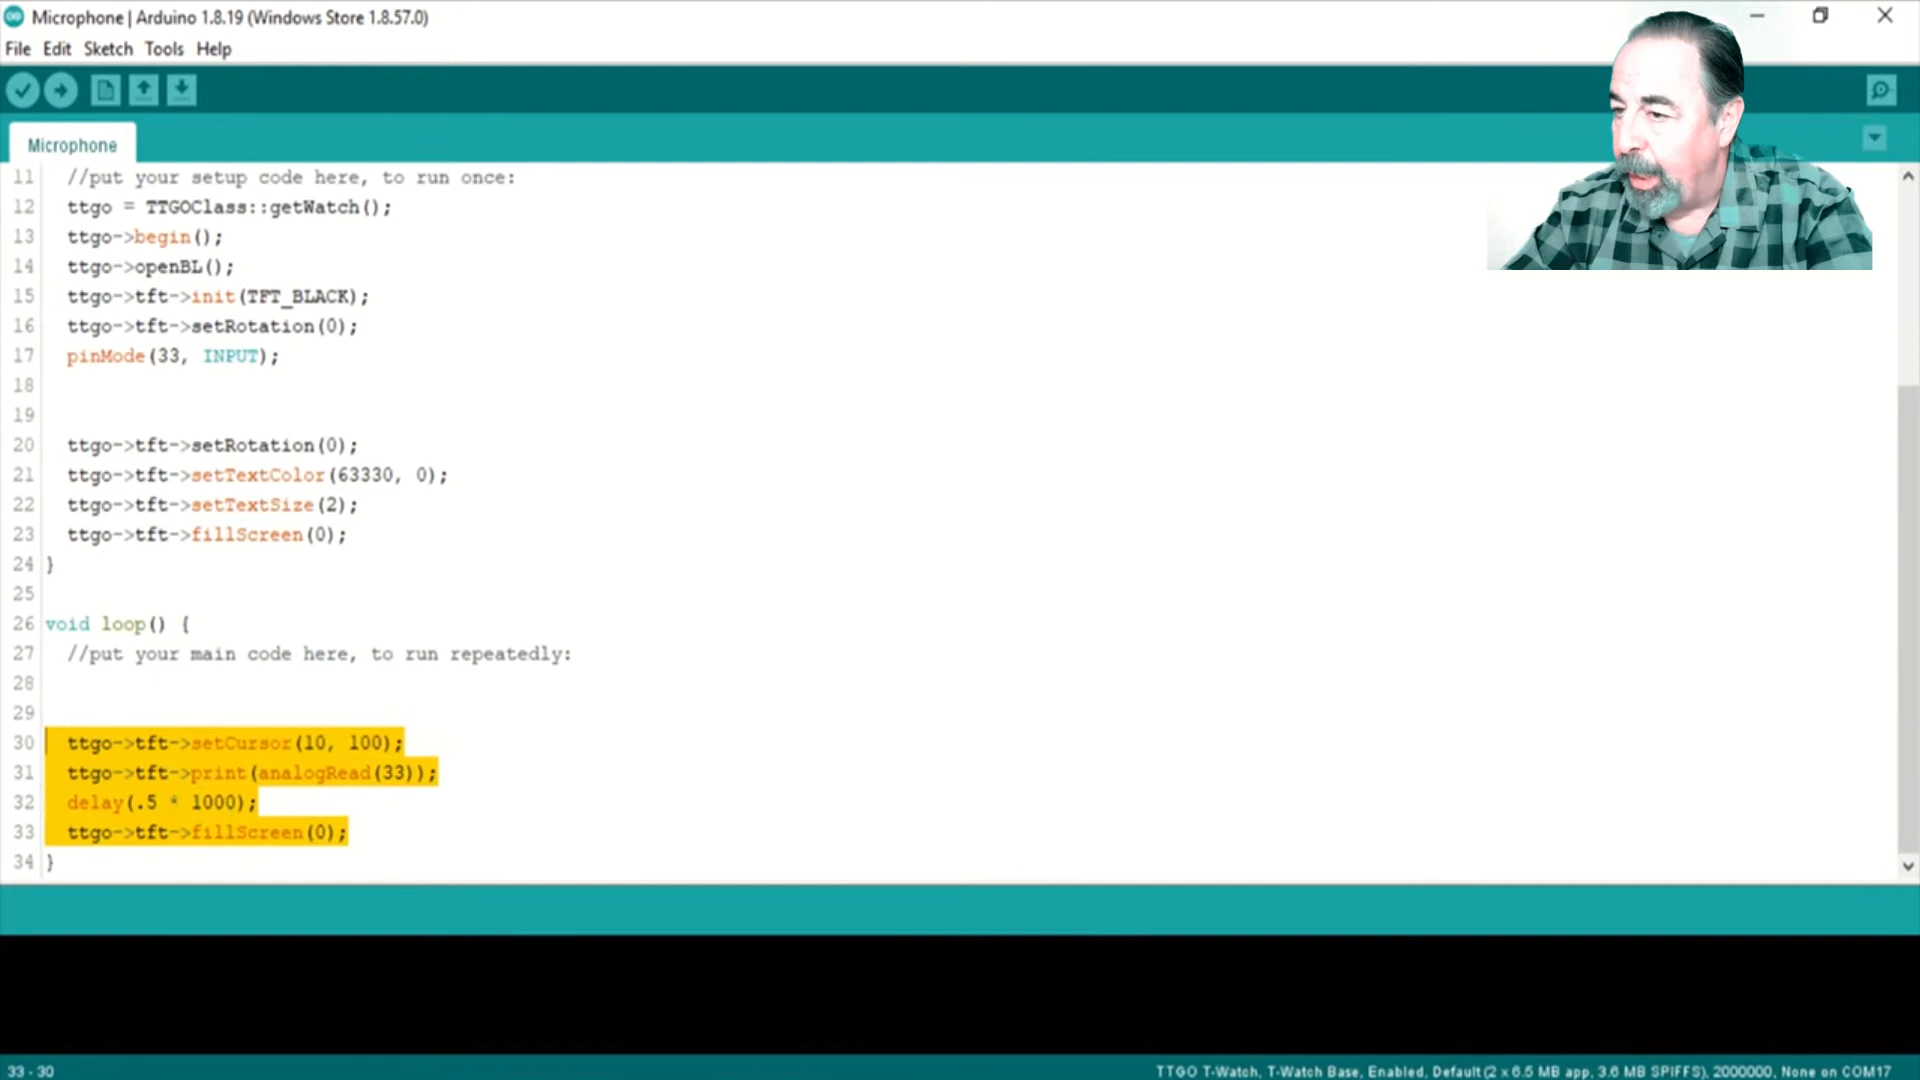 Microphone | Arduino 1.8.19 (Windows Store 1.8.57.0)
File Edit Sketch Tools Help
Microphone
11 //put your setup code here, to run once:
12 ttgo = TTGOClass::getWatch();
13 ttgo->begin();
14 ttgo->openBL();
15 ttgo->tft->init(TFT_BLACK);
16 ttgo->tft->setRotation(0);
17 pinMode(33, INPUT);
18
19
20 ttgo->tft->setRotation(0);
21 ttgo->tft->setTextColor(63330, 0);
22 ttgo->tft->setTextSize(2);
23 ttgo->tft->fillScreen(0);
24 }
25
26 void loop() {
27 //put your main code here, to run repeatedly:
28
29
30 ttgo->tft->setCursor(10, 100);
31 ttgo->tft->print(analogRead(33));
32 delay(.5 * 1000);
33 ttgo->tft->fillScreen(0);
34 }
33 - 30
TTGO T-Watch, T-Watch Base, Enabled, Default (2 x 6.5 MB app, 3.6 MB SPIFFS), 2000000, None on COM17